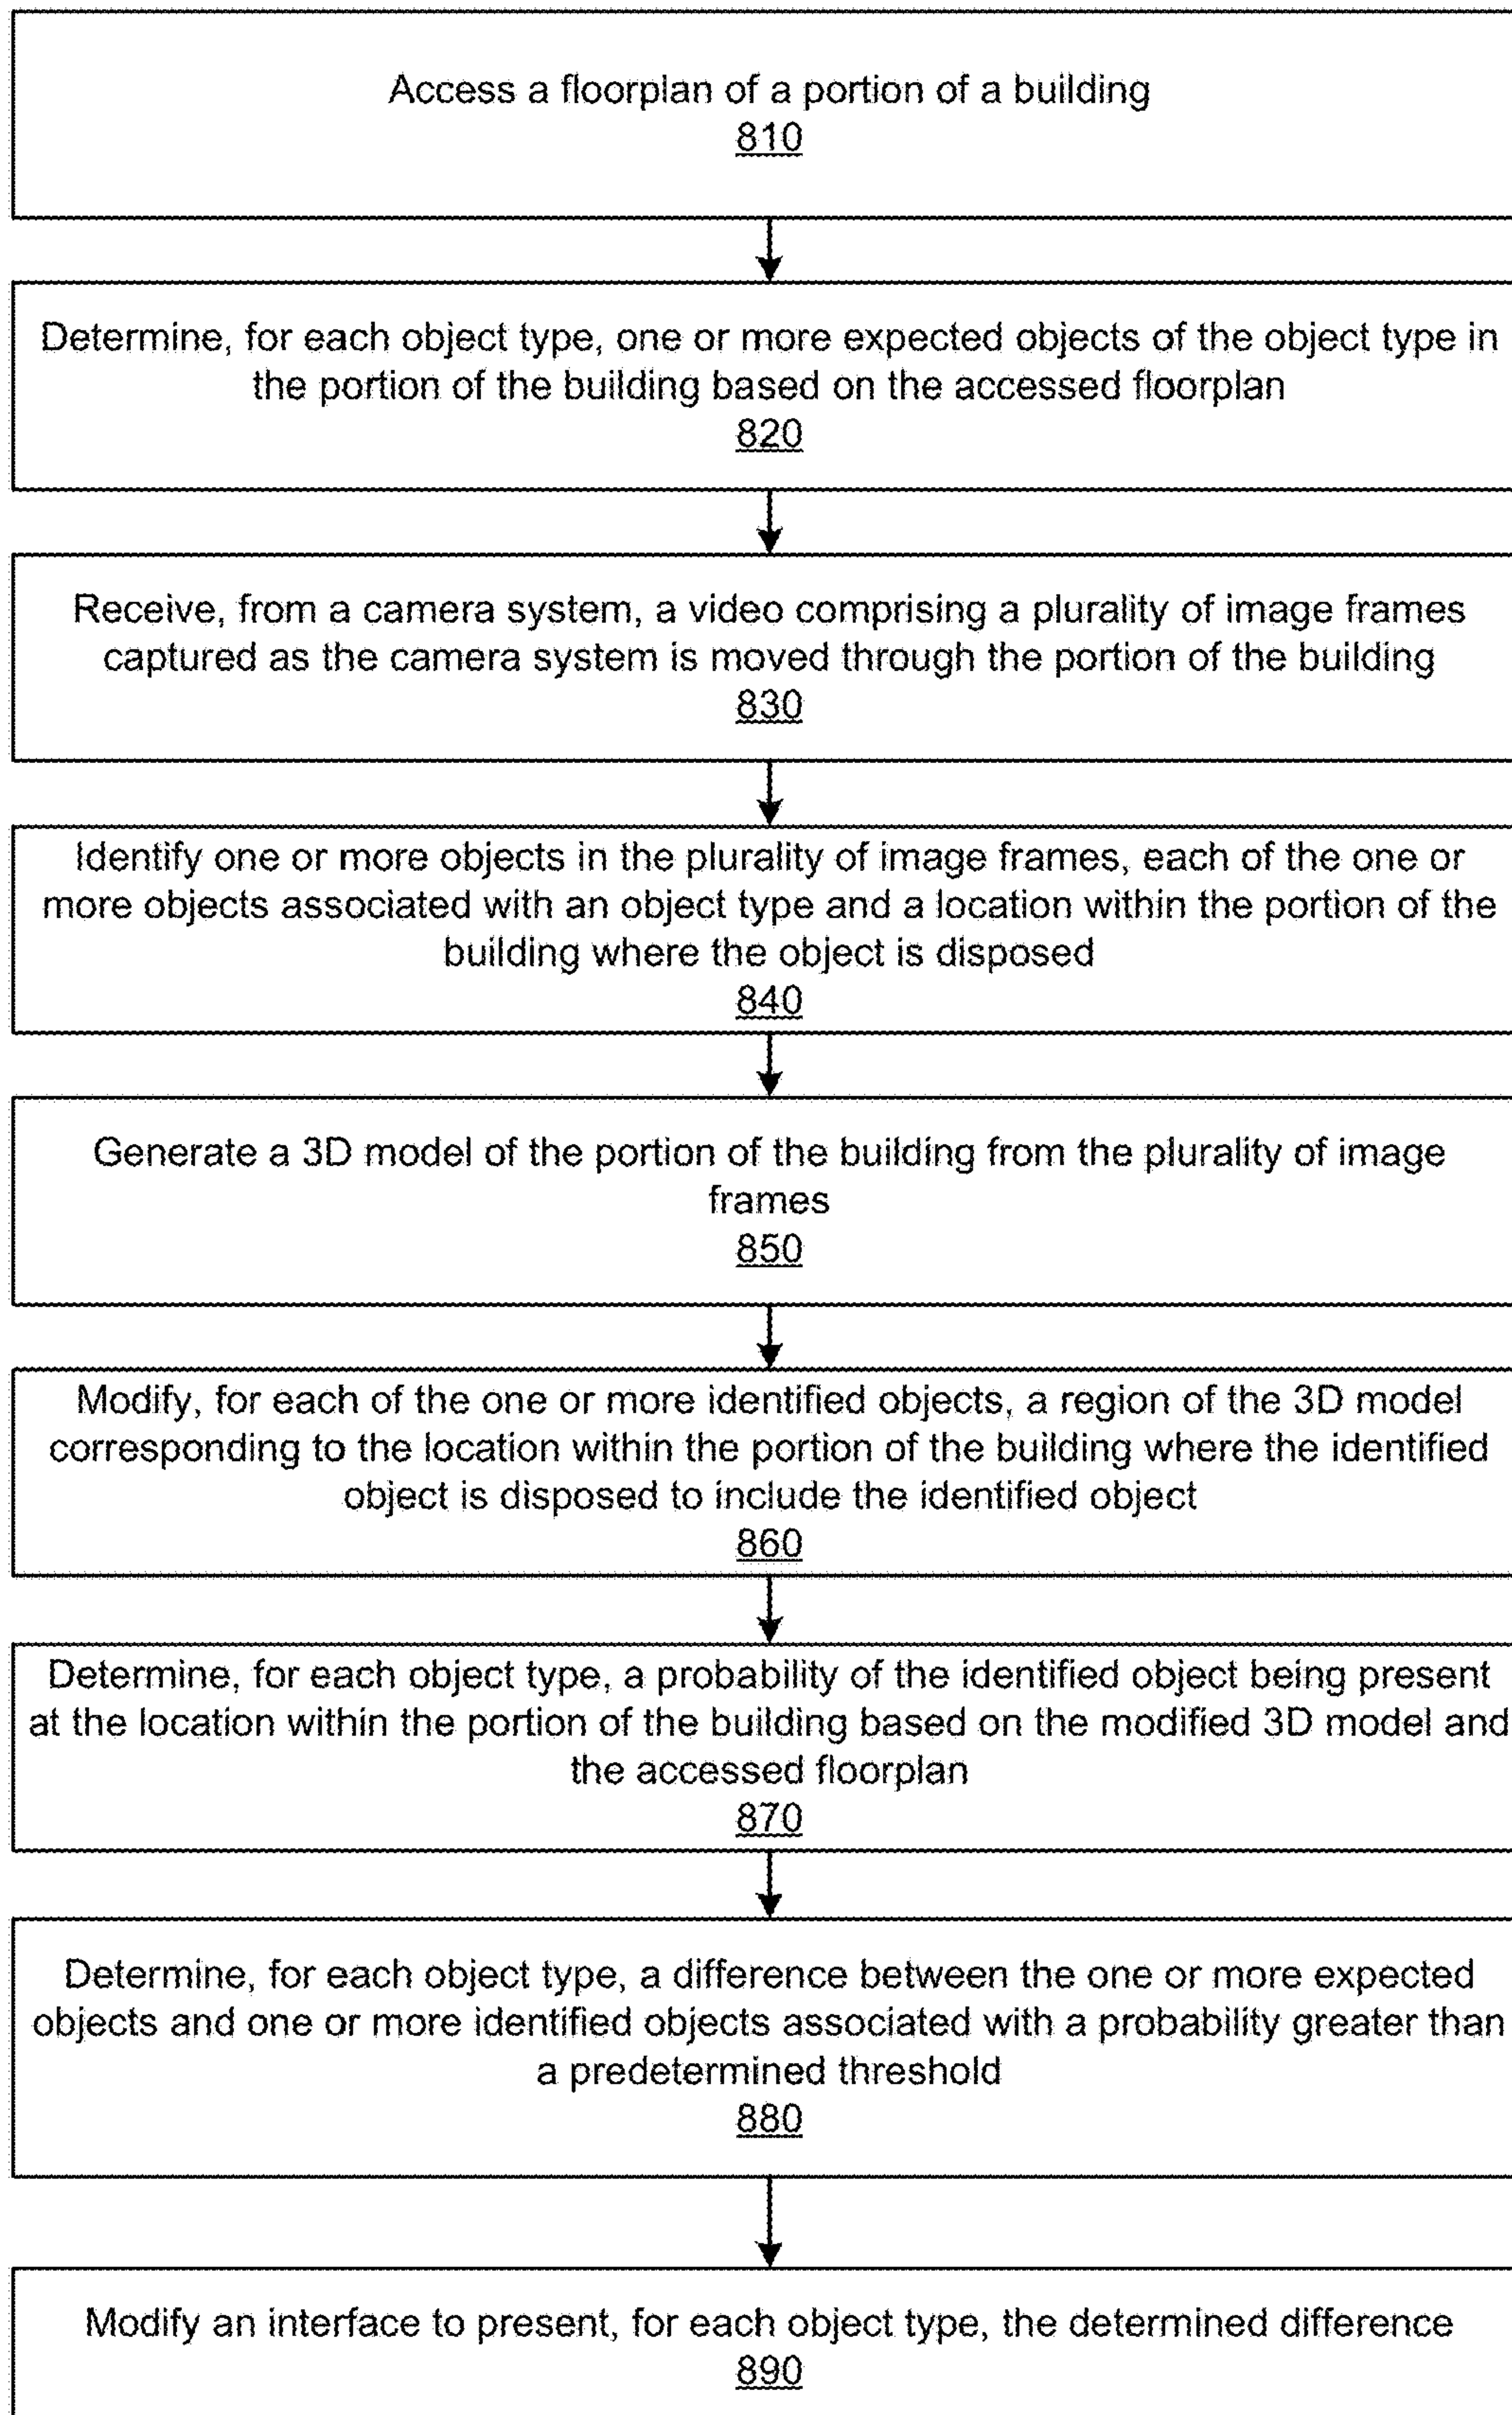 Access a floorplan of a portion of a building
810
Determine, for each object type, one or more expected objects of the object type in
the portion of the building based on the accessed floorplan
820
Receive, from a camera system, a video comprising a plurality of image frames
captured as the camera system is moved through the portion of the building
830
Identify one or more objects in the plurality of image frames, each of the one or
more objects associated with an object type and a location within the portion of the
building where the object is disposed
840
Generate a 3D model of the portion of the building from the plurality of image
frames
850
Modify, for each of the one or more identified objects, a region of the 3D model
corresponding to the location within the portion of the building where the identified
object is disposed to include the identified object
860
Determine, for each object type, a probability of the identified object being present
at the location within the portion of the building based on the modified 3D model and
the accessed floorplan
870
Determine, for each object type, a difference between the one or more expected
objects and one or more identified objects associated with a probability greater than
a predetermined threshold
880
Modify an interface to present, for each object type, the determined difference
890